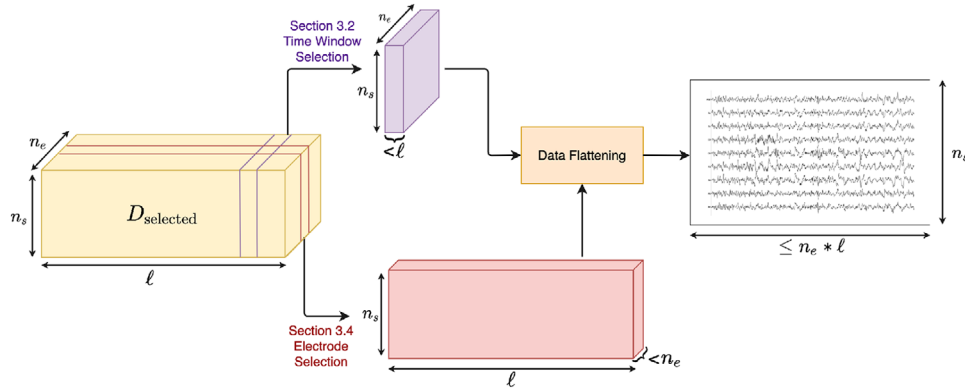 Section 3.2
Time Window
Selection
n_e
n_s
<ℓ
n_e
n_s
D_selected
ℓ
Data Flattening
≤ n_e * ℓ
Section 3.4
Electrode
Selection
n_s
ℓ
<n_e